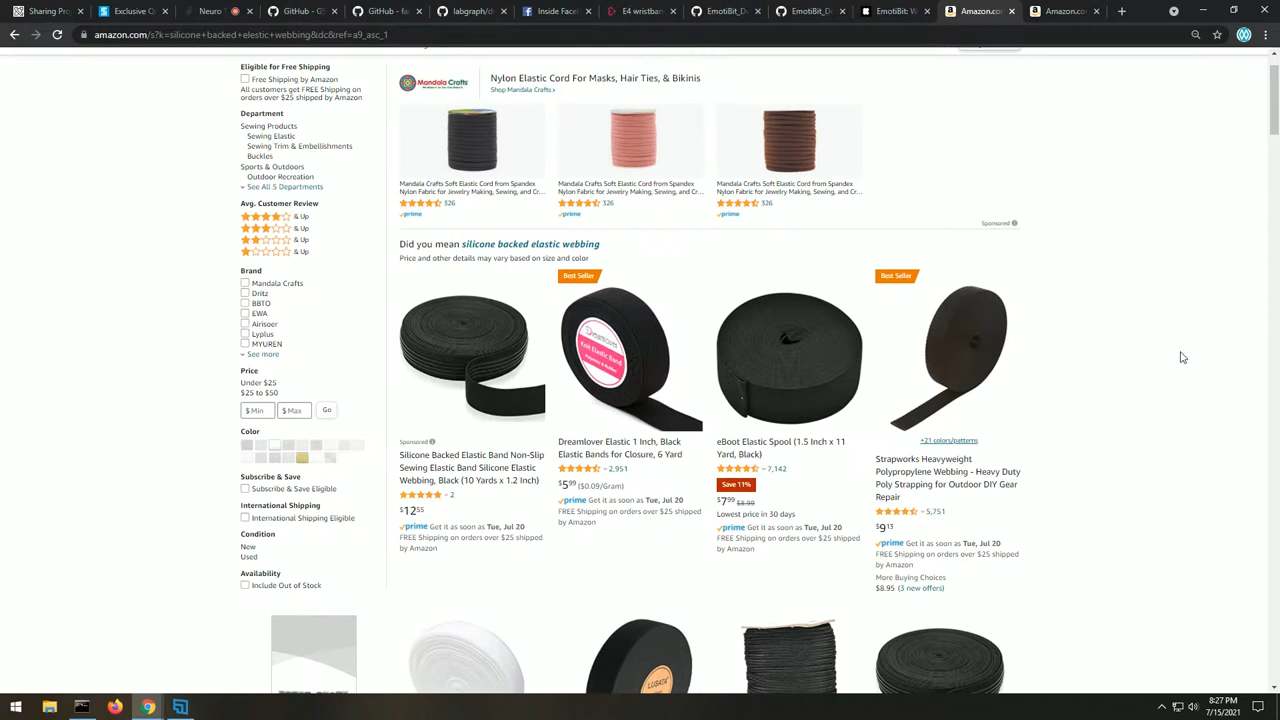 Sharing Pro
Studies
Neuro
GitHub
GitHub - f
labgraph/d
Inside Face
E4 wristban
EmotiBit_D
EmotiBit_D
EmotiBit W
Amazon.com
Amazon.co
amazon.com/s?k=silicone+backed+elestic+webbing&dc&ref=a9_asc_1
Eligible for Free Shipping
Free Shipping by Amazon
All customers get FREE Shipping on
orders over $25 shipped by Amazon
Department
Sewing Products
Sewing Elastic
Sewing Trim & Embellishments
Buckles
Sports & Outdoors
Outdoor Recreation
See All 5 Departments
Avg. Customer Review
& Up
& Up
& Up
& Up
Brand
Mandala Crafts
Dritz
BBTO
EWA
Airisoer
Lyplus
MYUREN
See more
Price
Under $25
$25 to $50
$ Min
$ Max
Go
Color
Subscribe & Save
Subscribe & Save Eligible
International Shipping
International Shipping Eligible
Condition
New
Used
Availability
Include Out of Stock
Mandala Crafts
Nylon Elastic Cord For Masks, Hair Ties, & Bikinis
Shop Mandala Crafts ›
Mandala Crafts Soft Elastic Cord from Spandex
Nylon Fabric for Jewelry Making, Sewing, and Cr...
326
prime
Mandala Crafts Soft Elastic Cord from Spandex
Nylon Fabric for Jewelry Making, Sewing, and Cr...
326
prime
Mandala Crafts Soft Elastic Cord from Spandex
Nylon Fabric for Jewelry Making, Sewing, and Cr...
326
prime
Sponsored
Did you mean silicone backed elastic webbing
Price and other details may vary based on size and color
Sponsored
Silicone Backed Elastic Band Non-Slip
Sewing Elastic Band Silicone Elastic
Webbing, Black (10 Yards x 1.2 Inch)
2
$12 55
prime Get it as soon as Tue, Jul 20
FREE Shipping on orders over $25 shipped
by Amazon
Best Seller
Dreamlover
Knit Elastic Band
Dreamlover Elastic 1 Inch, Black
Elastic Bands for Closure, 6 Yard
2,951
$5 99 ($0.09/Gram)
prime Get it as soon as Tue, Jul 20
FREE Shipping on orders over $25 shipped
by Amazon
eBoot Elastic Spool (1.5 Inch x 11
Yard, Black)
7,142
Save 11%
$7 99 $8.99
Lowest price in 30 days
prime Get it as soon as Tue, Jul 20
FREE Shipping on orders over $25 shipped
by Amazon
Best Seller
+21 colors/patterns
Strapworks Heavyweight
Polypropylene Webbing - Heavy Duty
Poly Strapping for Outdoor DIY Gear
Repair
5,751
$9 13
prime Get it as soon as Tue, Jul 20
FREE Shipping on orders over $25 shipped
by Amazon
More Buying Choices
$8.95 (3 new offers)
LUSATA
8:27 PM
7/15/2021